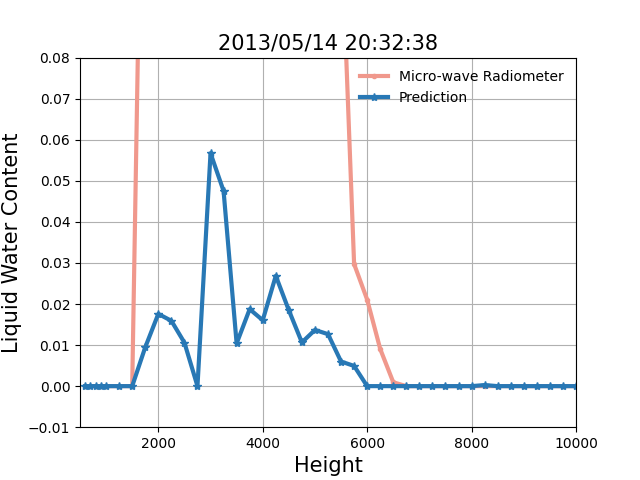 2013/05/14 20:32:38
Micro-wave Radiometer
Prediction
Liquid Water Content
0.08
0.07
0.06
0.05
0.04
0.03
0.02
0.01
0.00
−0.01
2000 4000 6000 8000 10000
Height